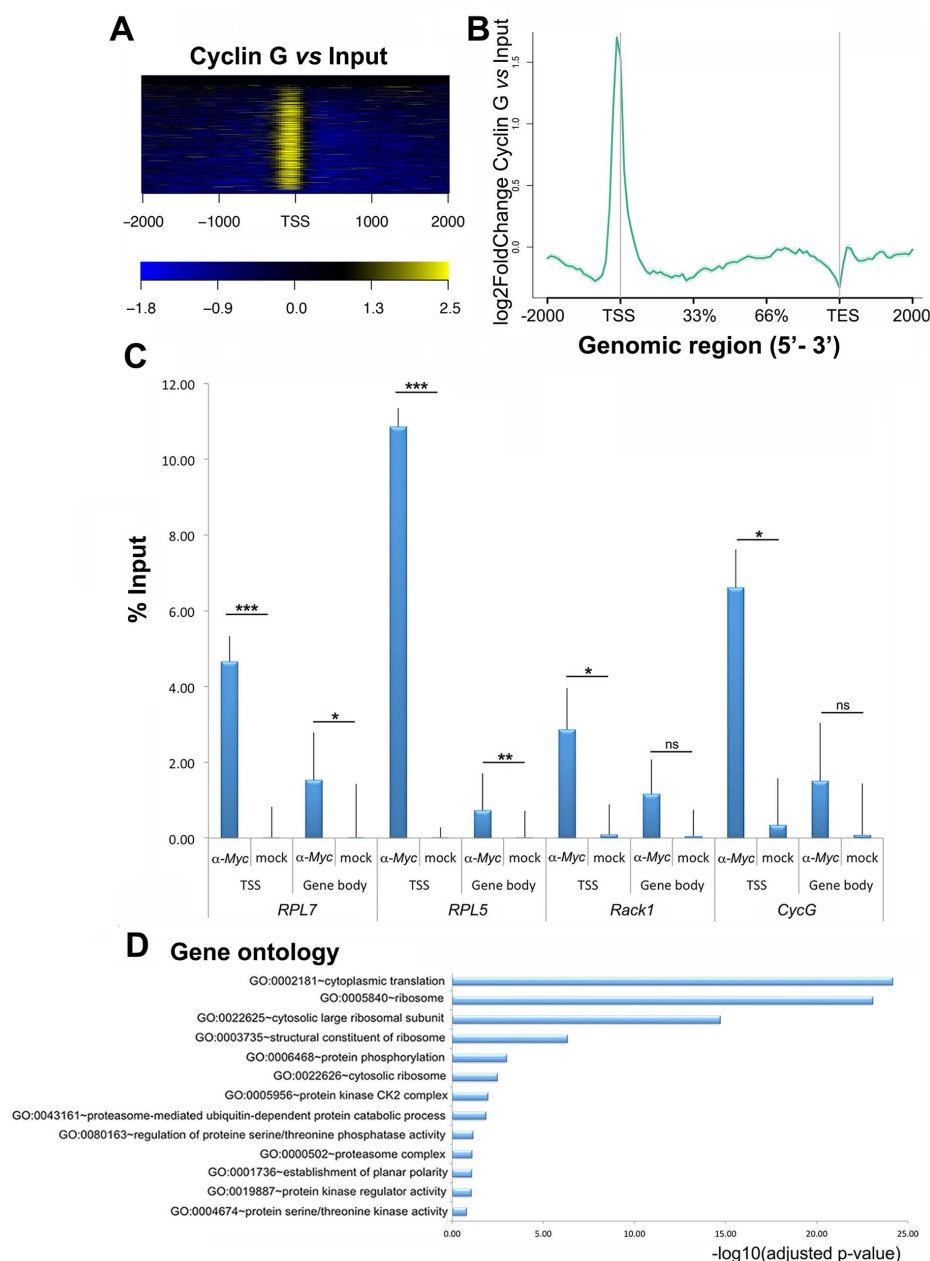 A
Cyclin G vs Input
−2000 −1000 TSS 1000 2000
−1.8 −0.9 0.0 1.3 2.5
B
log2FoldChange Cyclin G vs Input
1.5
1.0
0.5
0.0
-2000 TSS 33% 66% TES 2000
Genomic region (5’- 3’)
C
% Input
12.00
10.00
8.00
6.00
4.00
2.00
0.00
***
*
***
**
*
ns
*
ns
α-Myc mock α-Myc mock α-Myc mock α-Myc mock α-Myc mock α-Myc mock α-Myc mock α-Myc mock
TSS Gene body TSS Gene body TSS Gene body TSS Gene body
RPL7 RPL5 Rack1 CycG
D Gene ontology
GO:0002181~cytoplasmic translation
GO:0005840~ribosome
GO:0022625~cytosolic large ribosomal subunit
GO:0003735~structural constituent of ribosome
GO:0006468~protein phosphorylation
GO:0022626~cytosolic ribosome
GO:0005956~protein kinase CK2 complex
GO:0043161~proteasome-mediated ubiquitin-dependent protein catabolic process
GO:0080163~regulation of proteine serine/threonine phosphatase activity
GO:0000502~proteasome complex
GO:0001736~establishment of planar polarity
GO:0019887~protein kinase regulator activity
GO:0004674~protein serine/threonine kinase activity
0.00 5.00 10.00 15.00 20.00 25.00
-log10(adjusted p-value)